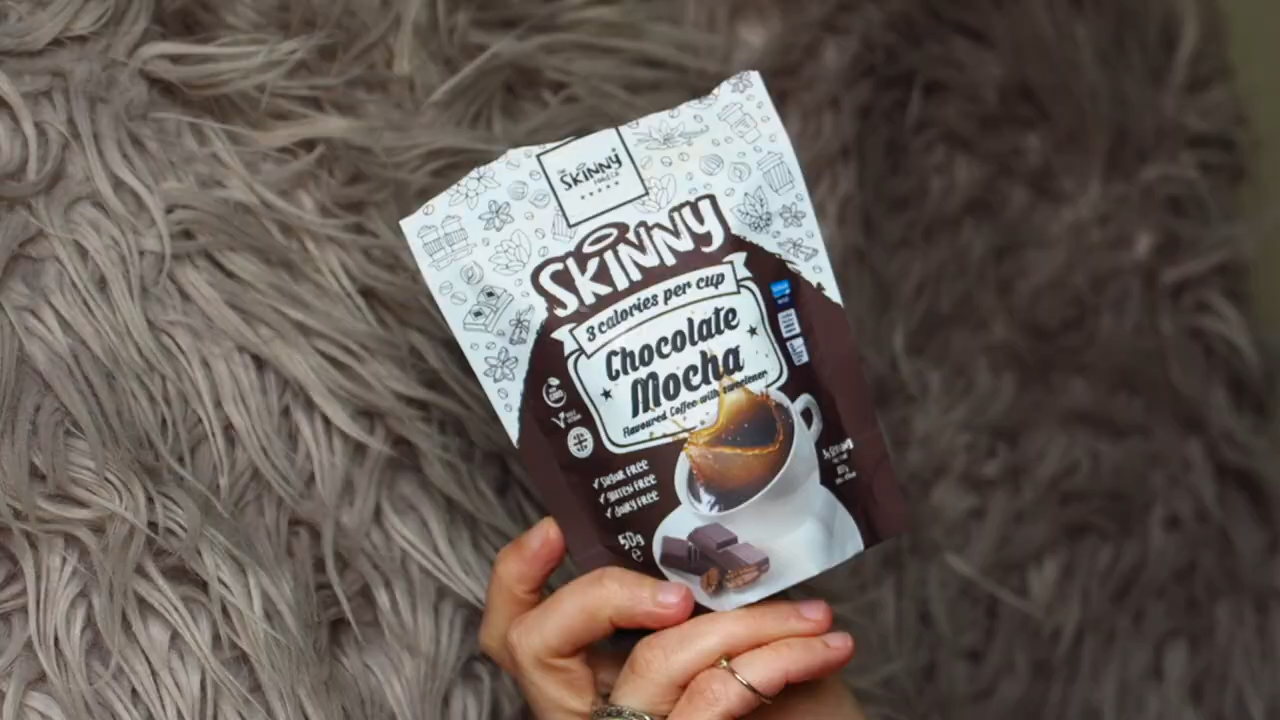 THE
SKINNY
SKINNY
3 calories per cup
Chocolate
Mocha
Flavoured Coffee with sweetener
SUGAR FREE
GLUTEN FREE
DAIRY FREE
50g